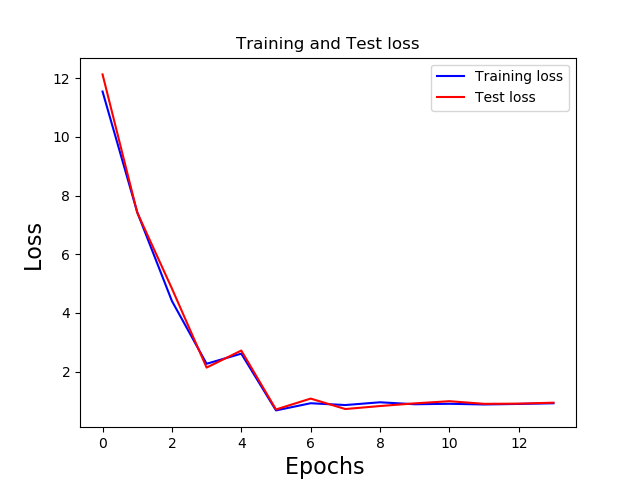 Training and Test loss
Training loss
Test loss
12
10
8
6
4
2
Loss
0 2 4 6 8 10 12
Epochs